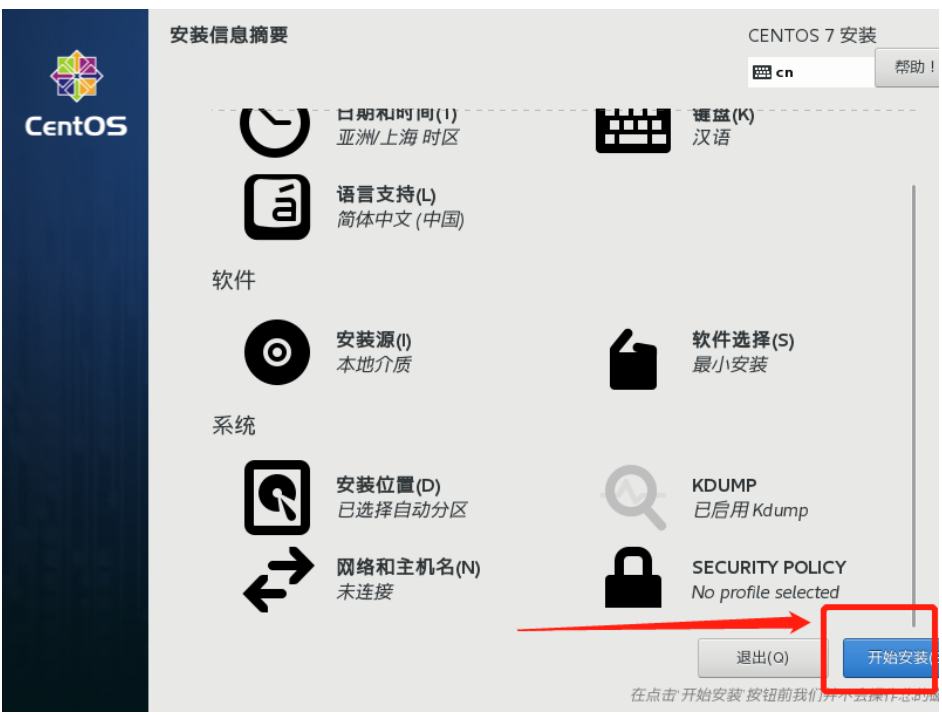 安装信息摘要
CENTOS 7 安装
cn
帮助！
CentOS
日期和时间(T)
亚洲/上海 时区
键盘(K)
汉语
á
语言支持(L)
简体中文 (中国)
软件
安装源(I)
本地介质
软件选择(S)
最小安装
系统
安装位置(D)
已选择自动分区
KDUMP
已启用 Kdump
网络和主机名(N)
未连接
SECURITY POLICY
No profile selected
退出(Q)
开始安装(
在点击'开始安装'按钮前我们并不会操作您的磁